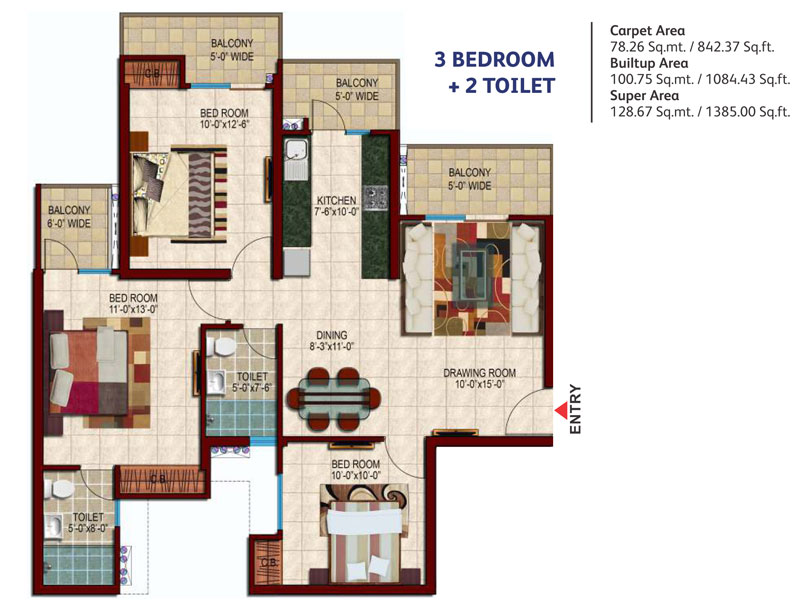 3 BEDROOM
+ 2 TOILET
Carpet Area
78.26 Sq.mt. / 842.37 Sq.ft.
Builtup Area
100.75 Sq.mt. / 1084.43 Sq.ft.
Super Area
128.67 Sq.mt. / 1385.00 Sq.ft.
BALCONY
5'-0" WIDE
C.B.
BED ROOM
10'-0"x12'-6"
BALCONY
5'-0" WIDE
KITCHEN
7'-6"x10'-0"
BALCONY
5'-0" WIDE
BALCONY
6'-0" WIDE
BED ROOM
11'-0"x13'-0"
DINING
8'-3"x11'-0"
DRAWING ROOM
10'-0"x15'-0"
TOILET
5'-0"x7'-6"
ENTRY
BED ROOM
10'-0"x10'-0"
C.B.
TOILET
5'-0"x8'-0"
C.B.